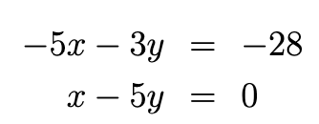 −5x − 3y = −28
x − 5y = 0